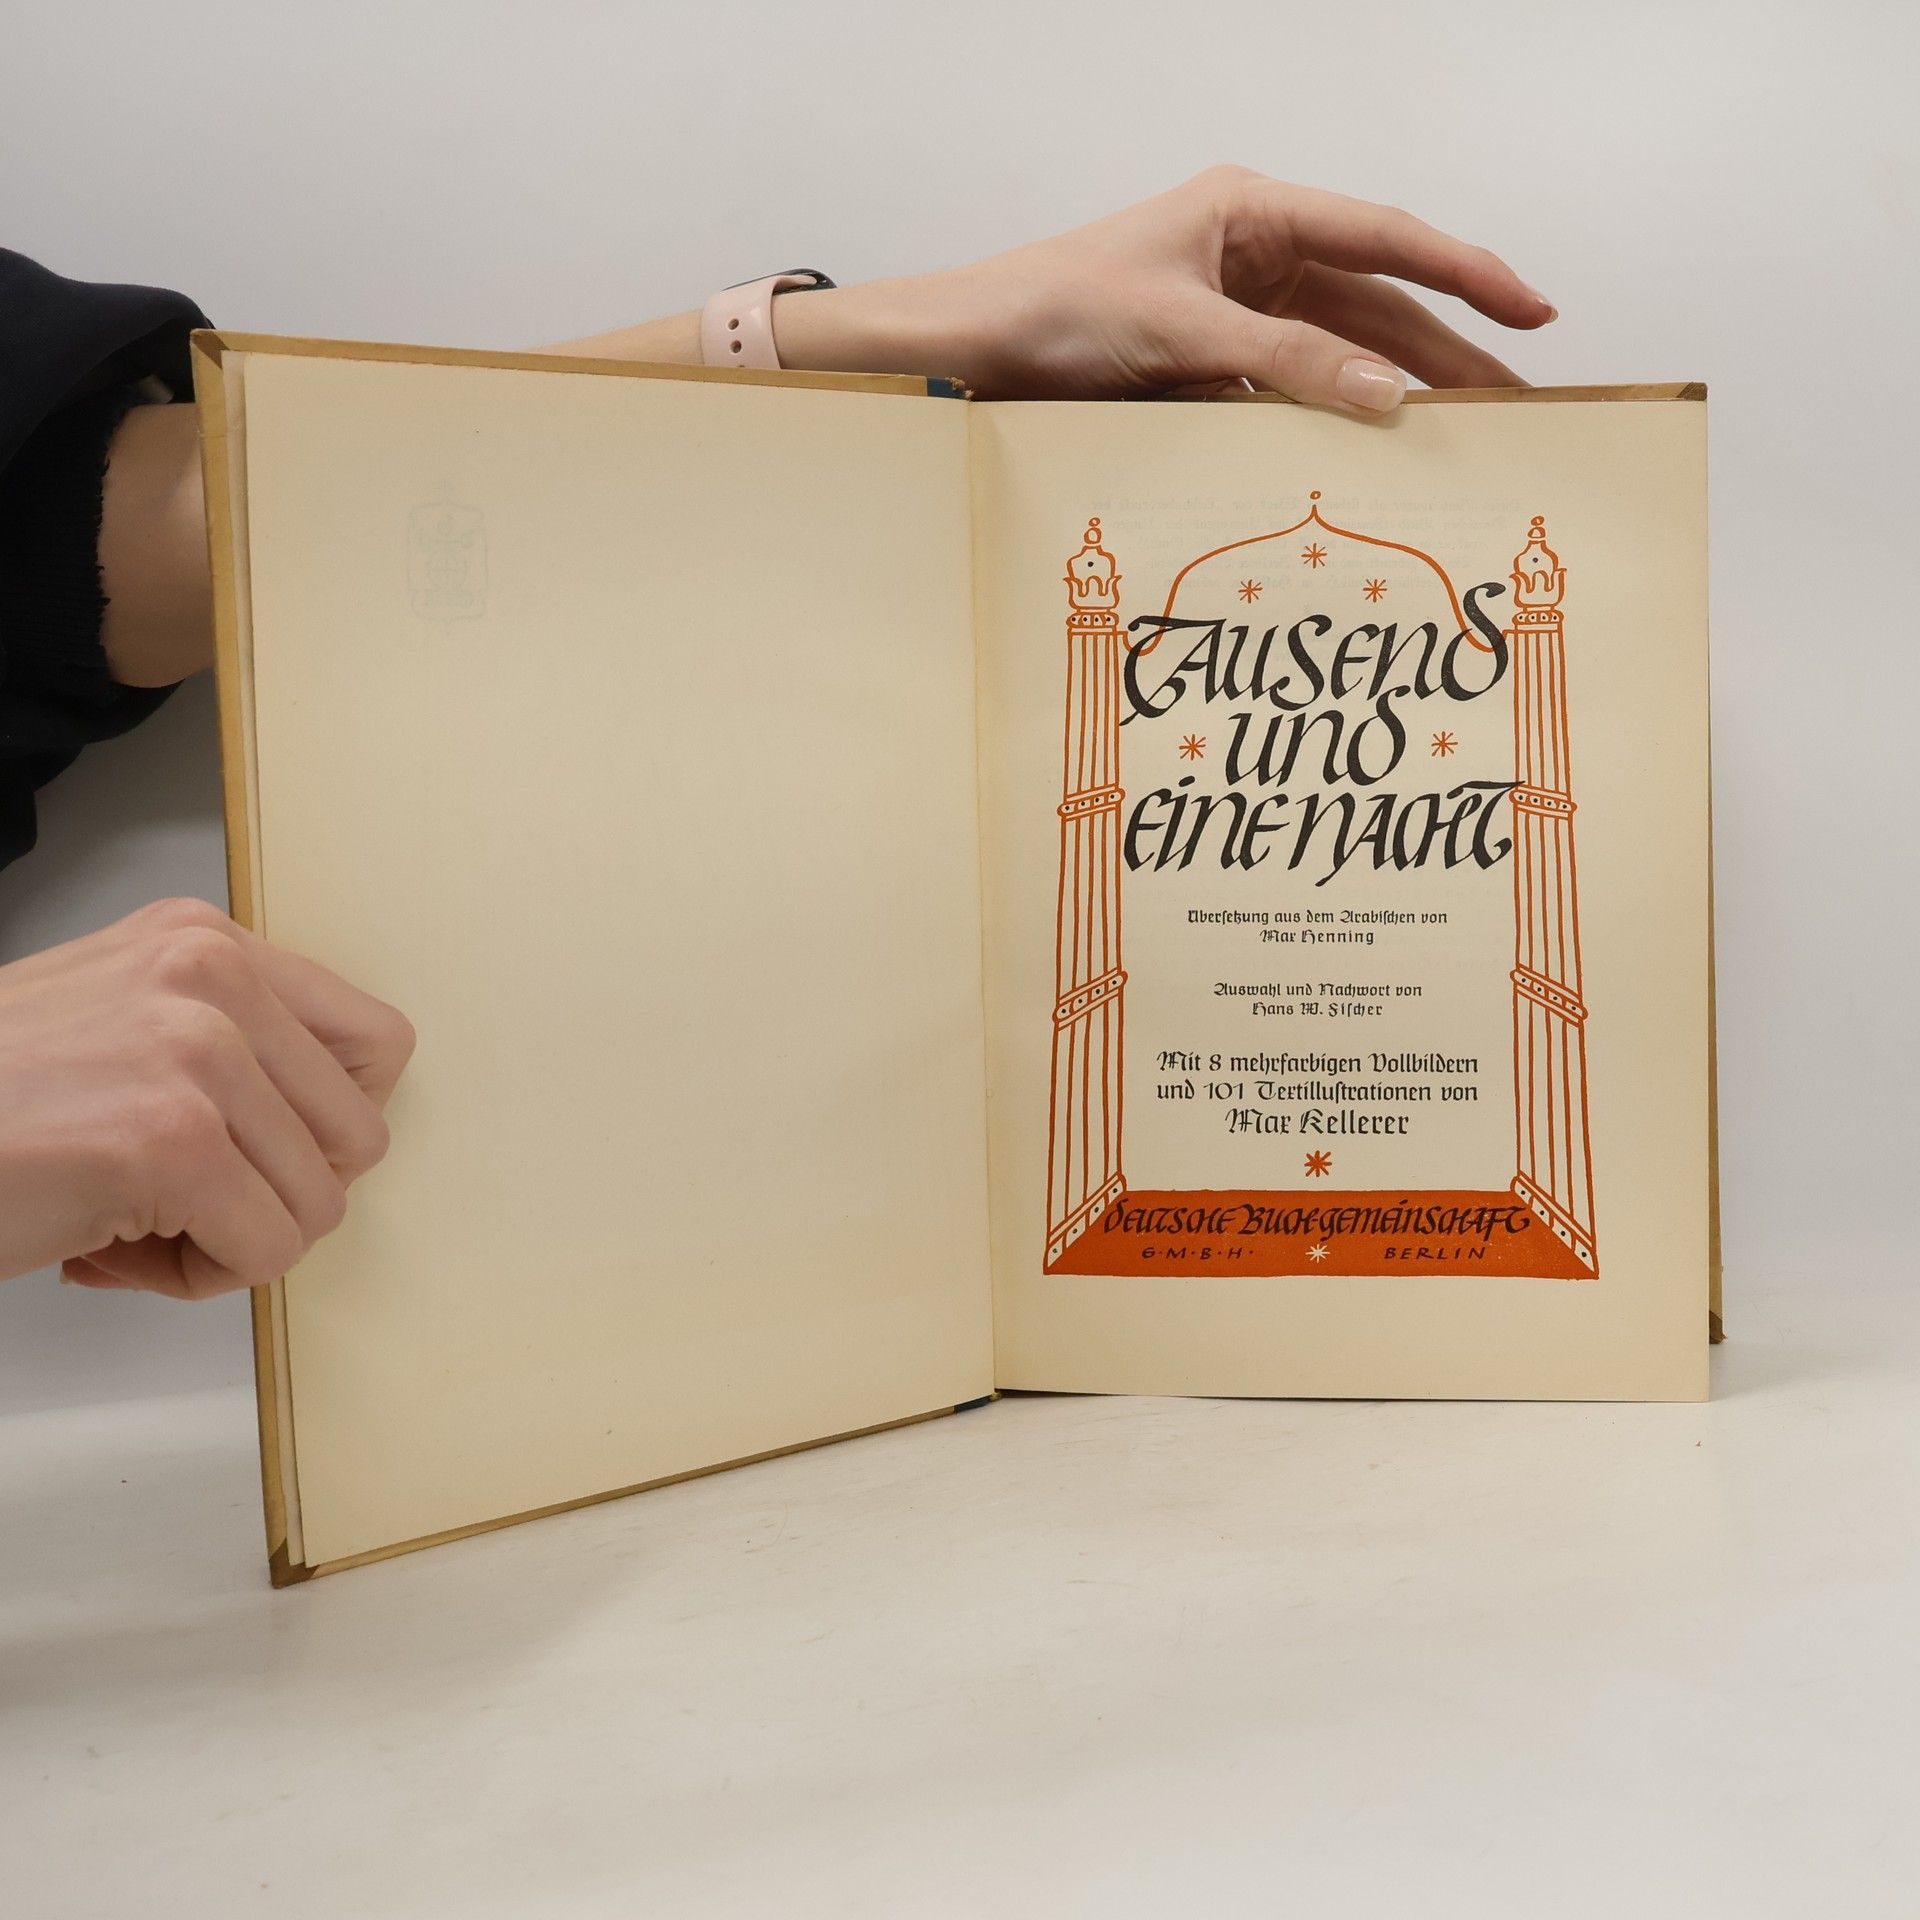 Tausend
und
eine Nacht
Übersetzung aus dem Arabischen von
Max Henning
Auswahl und Nachwort von
Hans W. Fischer
Mit 8 mehrfarbigen Vollbildern
und 101 Textillustrationen von
Max Kellerer
Deutsche Buch-Gemeinschaft
G·M·B·H· BERLIN